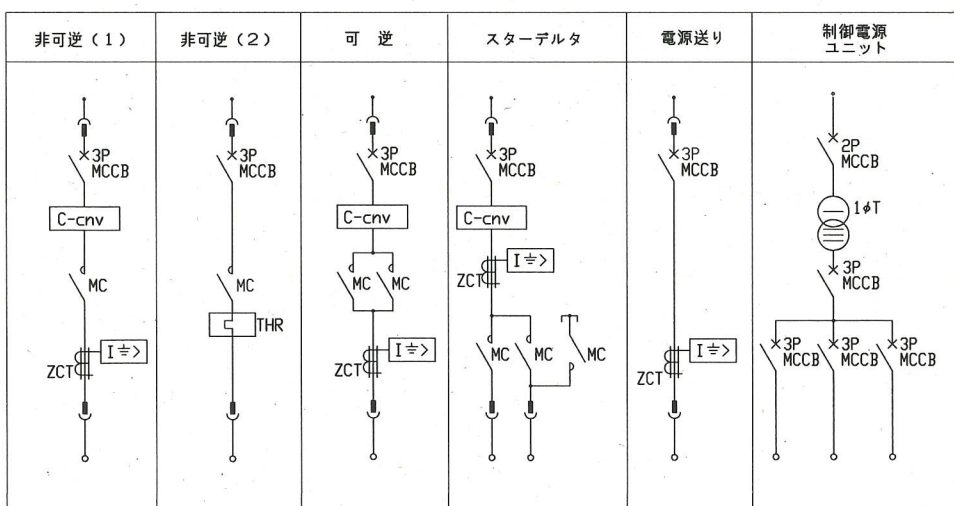 非可逆(1)
非可逆(2)
可 逆
スターデルタ
電源送り
制御電源
ユニット
3P
MCCB
C-cnv
MC
I⏚>
ZCT
3P
MCCB
MC
THR
3P
MCCB
C-cnv
MC
MC
I⏚>
ZCT
3P
MCCB
C-cnv
I⏚>
ZCT
MC
MC
MC
3P
MCCB
I⏚>
ZCT
2P
MCCB
1φT
3P
MCCB
3P
MCCB
3P
MCCB
3P
MCCB